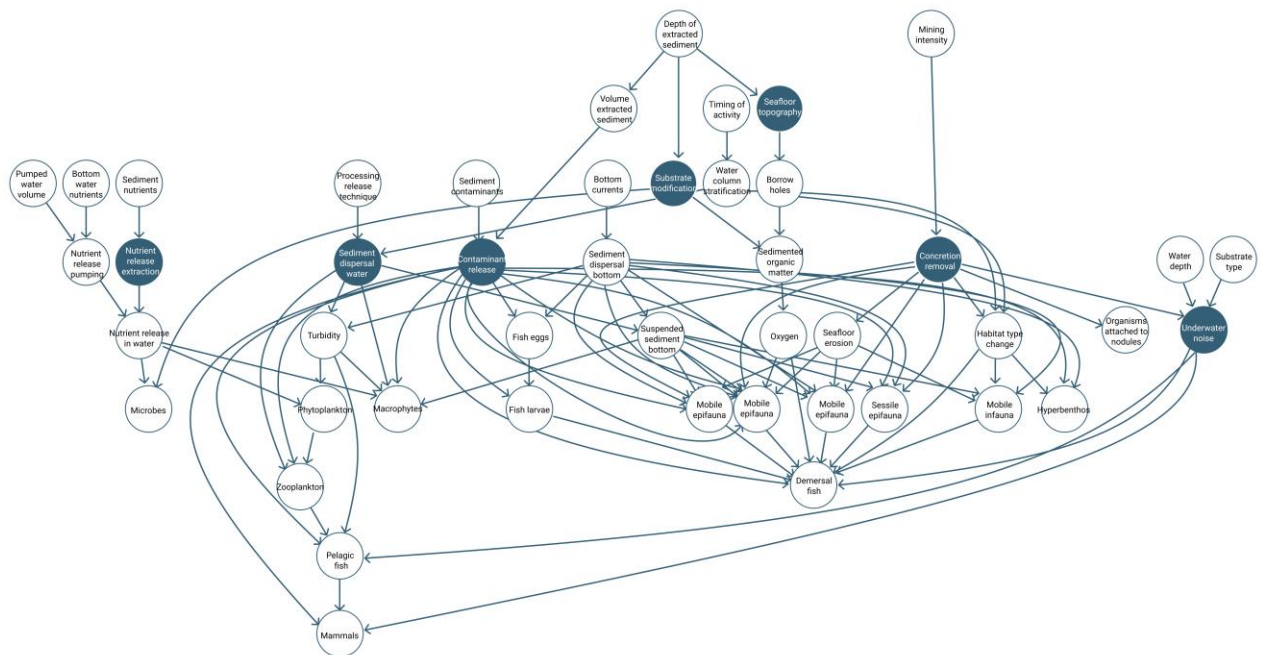 Depth of
extracted
sediment
Mining
intensity
Volume
extracted
sediment
Timing of
activity
Seafloor
topography
Pumped
water
volume
Bottom
water
nutrients
Sediment
nutrients
Processing
release
technique
Sediment
contaminants
Bottom
currents
Substrate
modification
Water
column
stratification
Borrow
holes
Nutrient
release
pumping
Nutrient
release
extraction
Sediment
dispersal
water
Contaminant
release
Sediment
dispersal
bottom
Sedimented
organic
matter
Concretion
removal
Water
depth
Substrate
type
Nutrient release
in water
Turbidity
Fish eggs
Suspended
sediment
bottom
Oxygen
Seafloor
erosion
Habitat type
change
Organisms
attached to
nodules
Underwater
noise
Microbes
Phytoplankton
Macrophytes
Fish larvae
Mobile
epifauna
Mobile
epifauna
Mobile
epifauna
Sessile
epifauna
Mobile
infauna
Hyperbenthos
Zooplankton
Demersal
fish
Pelagic
fish
Mammals